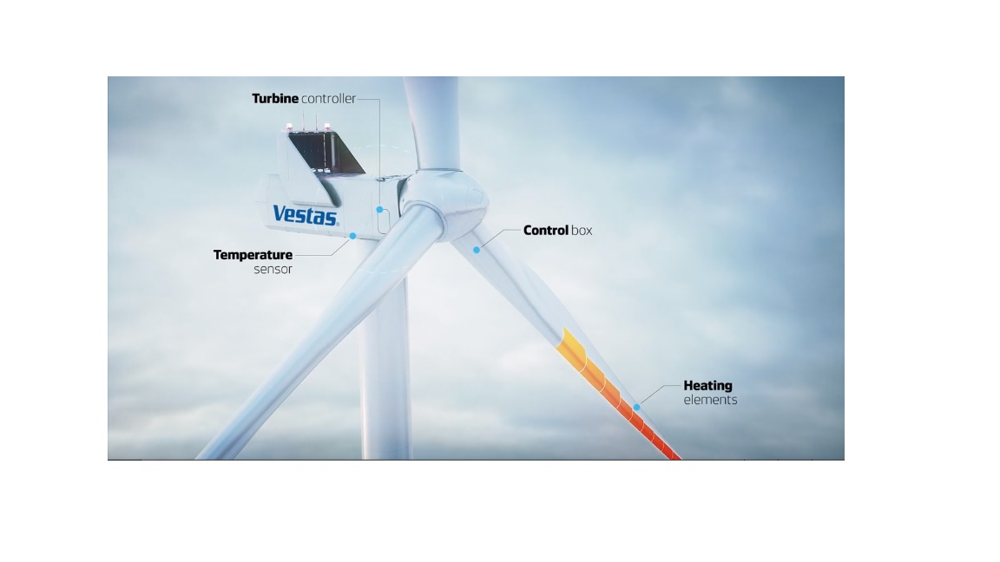 Turbine controller
Vestas
Control box
Temperature
sensor
Heating
elements